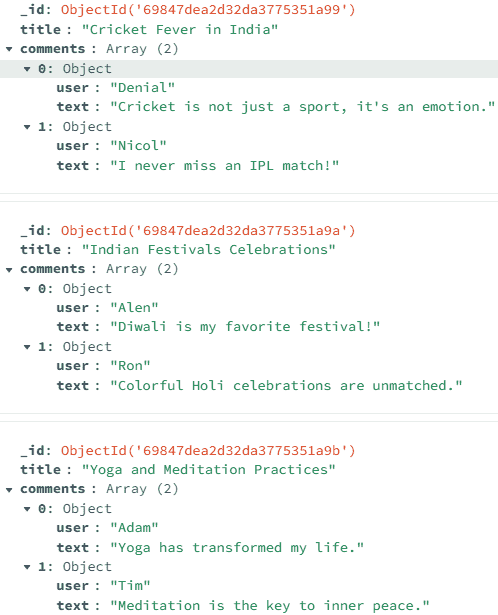 _id: ObjectId('69847dea2d32da3775351a99')
title : "Cricket Fever in India"
comments : Array (2)
0: Object
user : "Denial"
text : "Cricket is not just a sport, it's an emotion."
1: Object
user : "Nicol"
text : "I never miss an IPL match!"
_id: ObjectId('69847dea2d32da3775351a9a')
title : "Indian Festivals Celebrations"
comments : Array (2)
0: Object
user : "Alen"
text : "Diwali is my favorite festival!"
1: Object
user : "Ron"
text : "Colorful Holi celebrations are unmatched."
_id: ObjectId('69847dea2d32da3775351a9b')
title : "Yoga and Meditation Practices"
comments : Array (2)
0: Object
user : "Adam"
text : "Yoga has transformed my life."
1: Object
user : "Tim"
text : "Meditation is the key to inner peace."